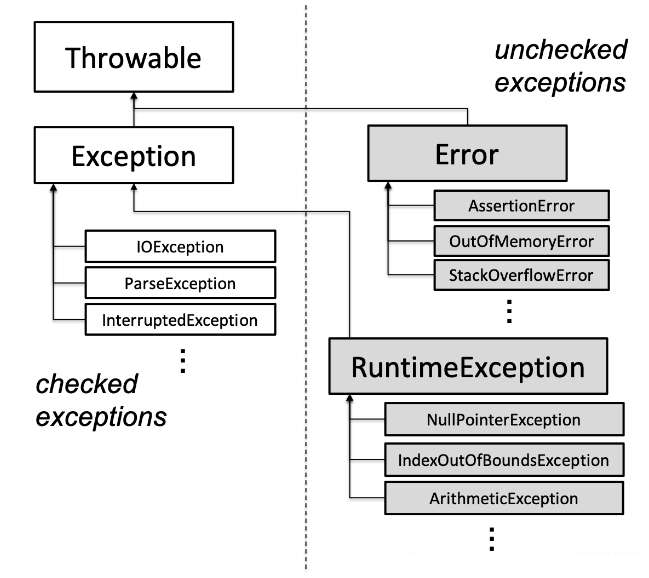 Throwable
unchecked
exceptions
Exception
Error
AssertionError
OutOfMemoryError
StackOverflowError
IOException
ParseException
InterruptedException
checked
exceptions
RuntimeException
NullPointerException
IndexOutOfBoundsException
ArithmeticException